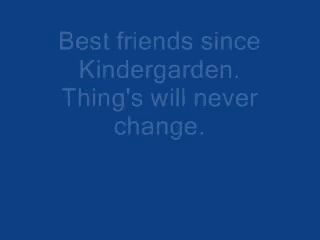 Best friends since
Kindergarden.
Thing's will never
change.